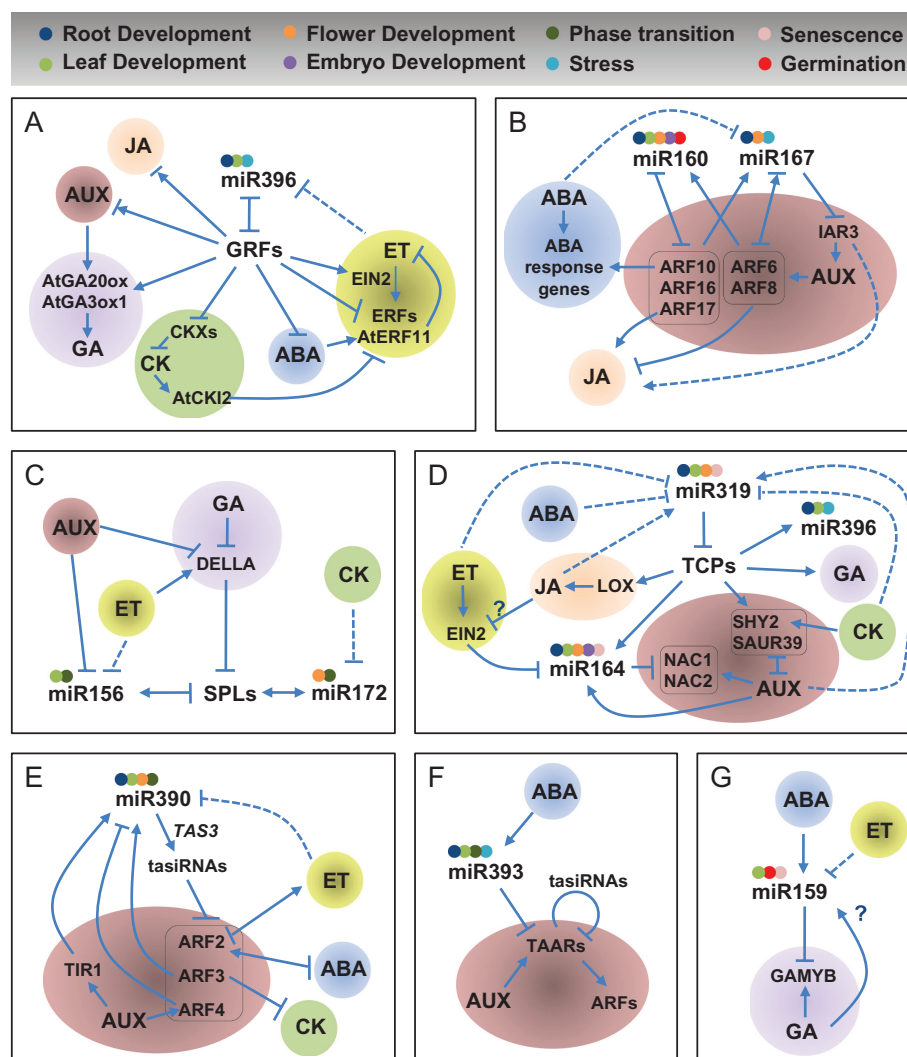 Root Development
Flower Development
Phase transition
Senescence
Leaf Development
Embryo Development
Stress
Germination
A
JA
AUX
miR396
GRFs
ET
EIN2
ERFs
AtERF11
AtGA20ox
AtGA3ox1
GA
CKXs
CK
AtCKI2
ABA
B
miR160
miR167
ABA
ABA
response
genes
IAR3
AUX
ARF10
ARF16
ARF17
ARF6
ARF8
JA
C
GA
AUX
DELLA
ET
CK
miR156
SPLs
miR172
D
miR319
ABA
miR396
TCPs
ET
JA
LOX
GA
?
EIN2
SHY2
SAUR39
CK
miR164
NAC1
NAC2
AUX
E
miR390
TAS3
tasiRNAs
ET
ARF2
TIR1
ARF3
ABA
AUX
ARF4
CK
F
ABA
miR393
tasiRNAs
TAARs
AUX
ARFs
G
ABA
ET
miR159
?
GAMYB
GA